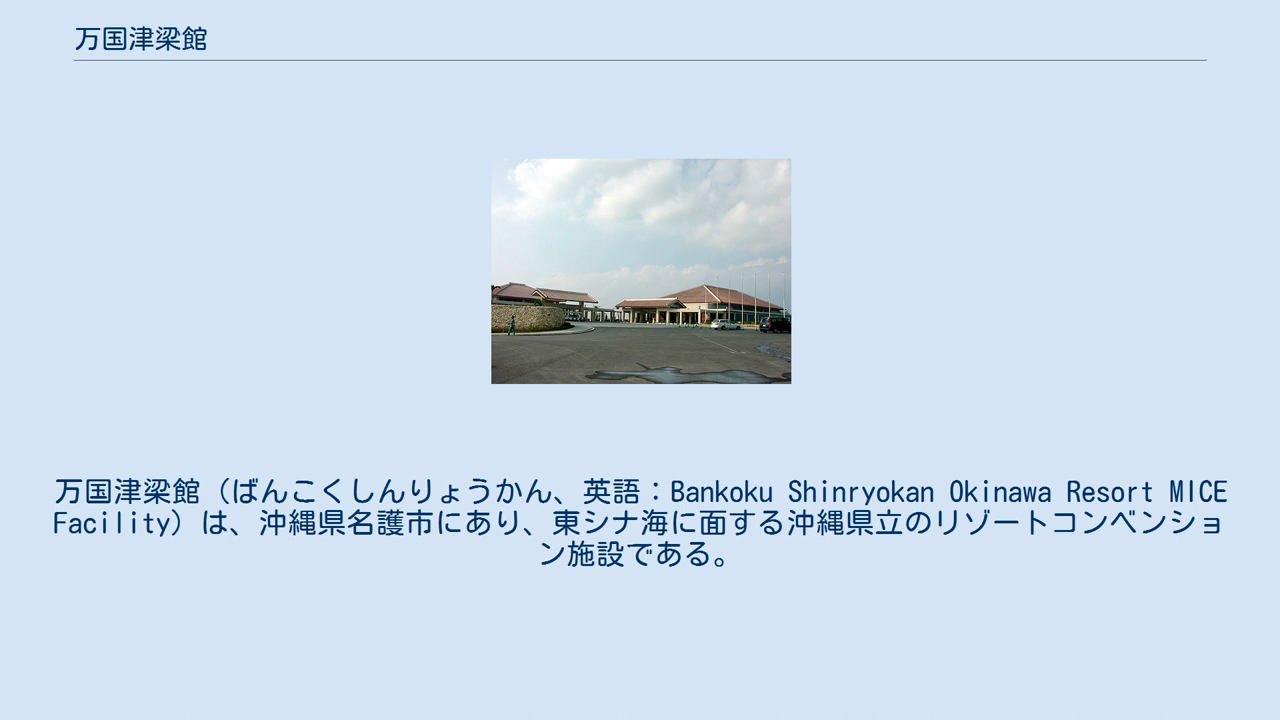 万国津梁館
万国津梁館（ばんこくしんりょうかん、英語：Bankoku Shinryokan Okinawa Resort MICE
Facility）は、沖縄県名護市にあり、東シナ海に面する沖縄県立のリゾートコンベンショ
ン施設である。